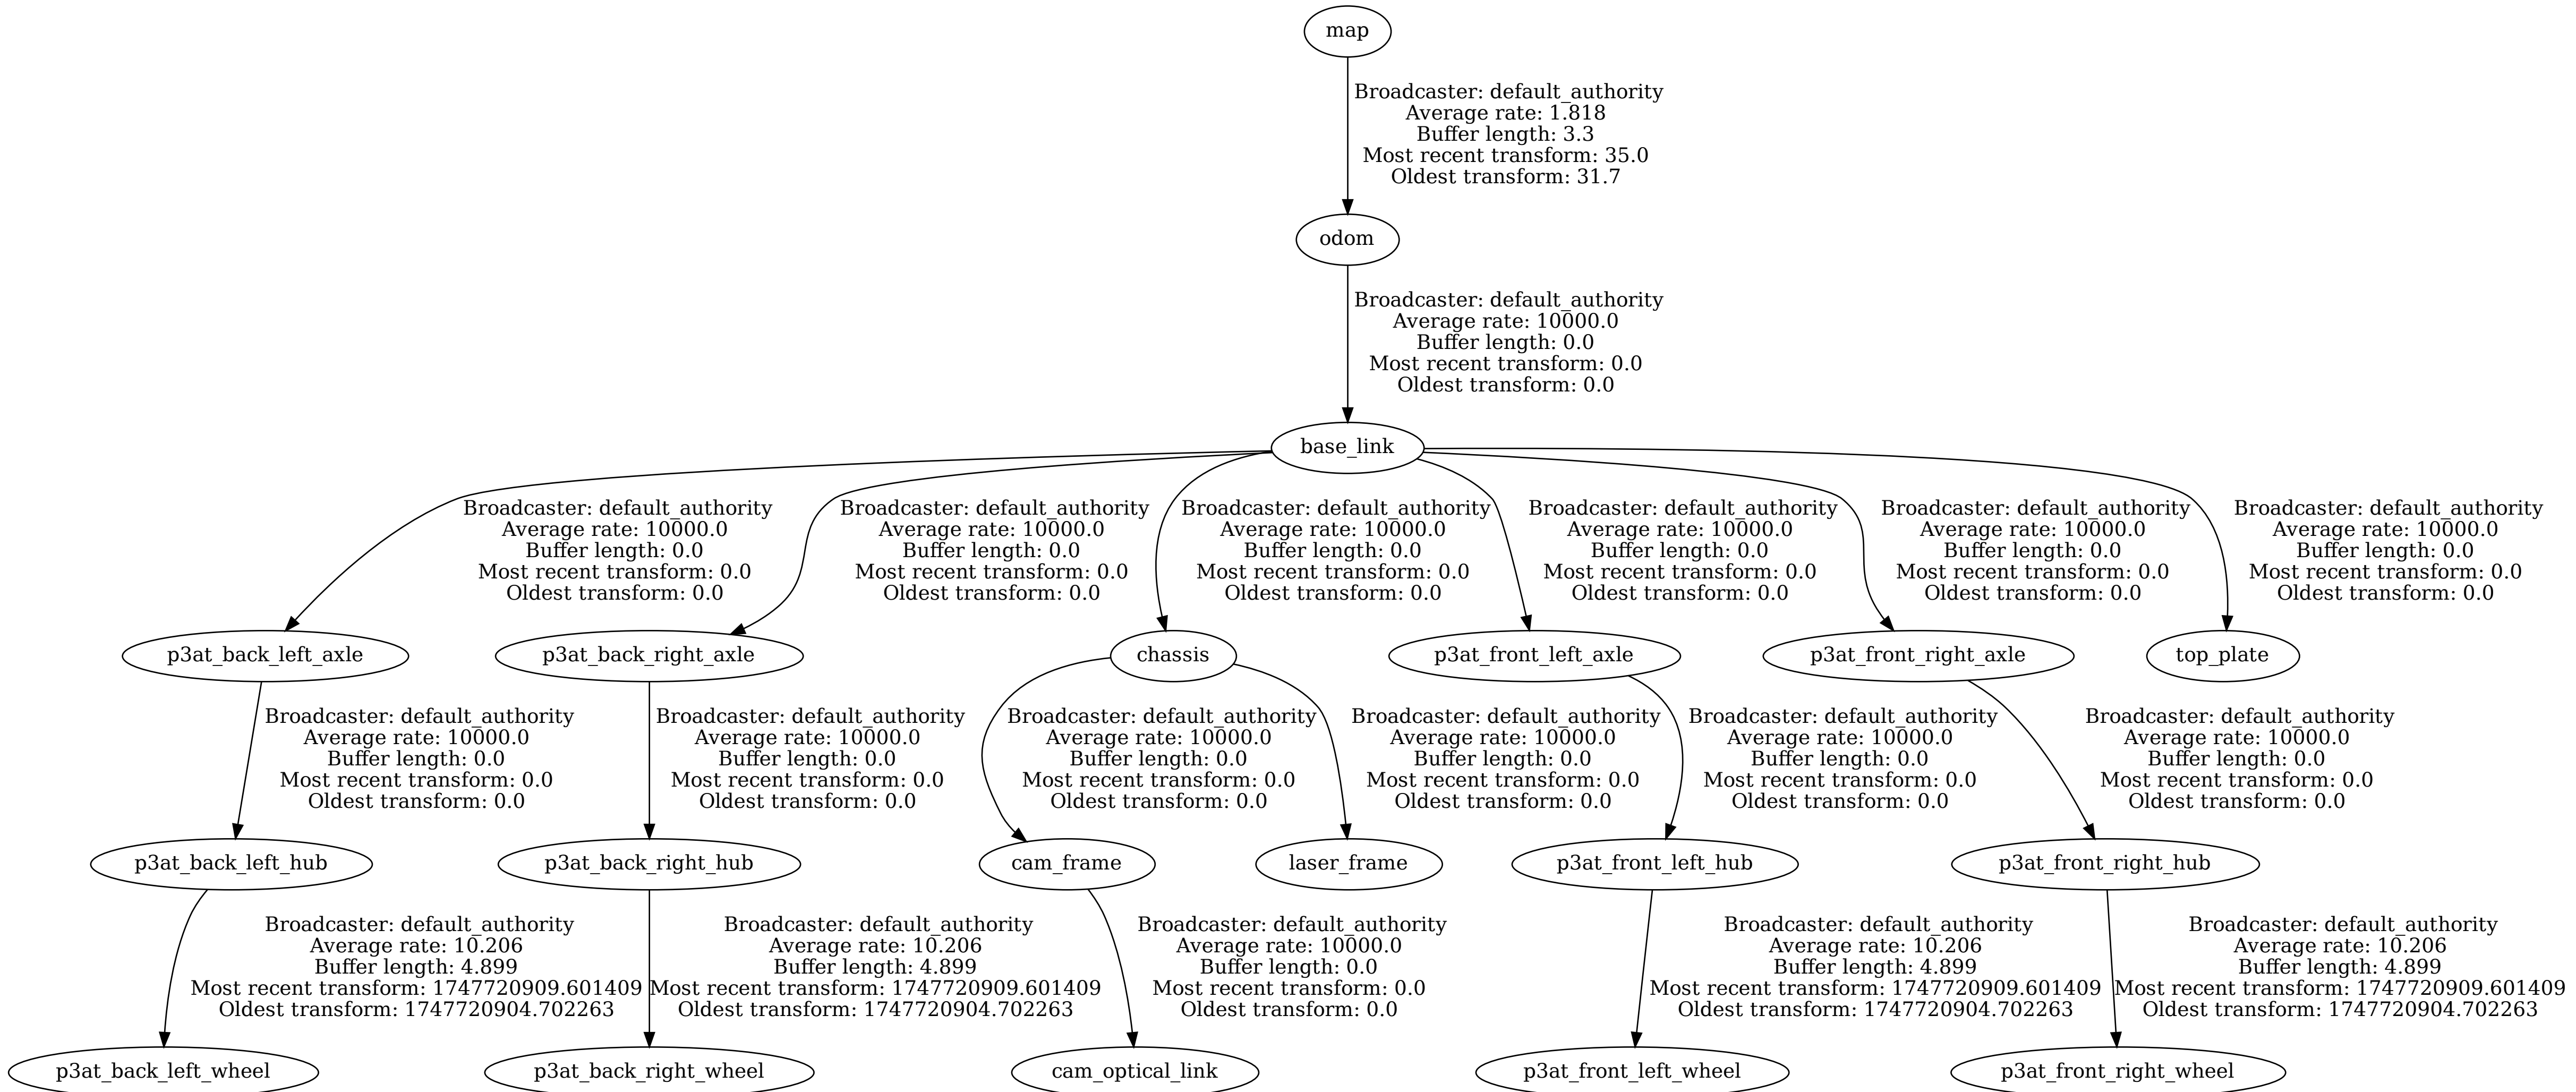 map
Broadcaster: default_authority
Average rate: 1.818
Buffer length: 3.3
Most recent transform: 35.0
Oldest transform: 31.7
odom
Broadcaster: default_authority
Average rate: 10000.0
Buffer length: 0.0
Most recent transform: 0.0
Oldest transform: 0.0
base_link
Broadcaster: default_authority
Average rate: 10000.0
Buffer length: 0.0
Most recent transform: 0.0
Oldest transform: 0.0
Broadcaster: default_authority
Average rate: 10000.0
Buffer length: 0.0
Most recent transform: 0.0
Oldest transform: 0.0
Broadcaster: default_authority
Average rate: 10000.0
Buffer length: 0.0
Most recent transform: 0.0
Oldest transform: 0.0
Broadcaster: default_authority
Average rate: 10000.0
Buffer length: 0.0
Most recent transform: 0.0
Oldest transform: 0.0
Broadcaster: default_authority
Average rate: 10000.0
Buffer length: 0.0
Most recent transform: 0.0
Oldest transform: 0.0
Broadcaster: default_authority
Average rate: 10000.0
Buffer length: 0.0
Most recent transform: 0.0
Oldest transform: 0.0
p3at_back_left_axle
p3at_back_right_axle
chassis
p3at_front_left_axle
p3at_front_right_axle
top_plate
Broadcaster: default_authority
Average rate: 10000.0
Buffer length: 0.0
Most recent transform: 0.0
Oldest transform: 0.0
Broadcaster: default_authority
Average rate: 10000.0
Buffer length: 0.0
Most recent transform: 0.0
Oldest transform: 0.0
Broadcaster: default_authority
Average rate: 10000.0
Buffer length: 0.0
Most recent transform: 0.0
Oldest transform: 0.0
Broadcaster: default_authority
Average rate: 10000.0
Buffer length: 0.0
Most recent transform: 0.0
Oldest transform: 0.0
Broadcaster: default_authority
Average rate: 10000.0
Buffer length: 0.0
Most recent transform: 0.0
Oldest transform: 0.0
Broadcaster: default_authority
Average rate: 10000.0
Buffer length: 0.0
Most recent transform: 0.0
Oldest transform: 0.0
p3at_back_left_hub
p3at_back_right_hub
cam_frame
laser_frame
p3at_front_left_hub
p3at_front_right_hub
Broadcaster: default_authority
Average rate: 10.206
Buffer length: 4.899
Most recent transform: 1747720909.601409
Oldest transform: 1747720904.702263
Broadcaster: default_authority
Average rate: 10.206
Buffer length: 4.899
Most recent transform: 1747720909.601409
Oldest transform: 1747720904.702263
Broadcaster: default_authority
Average rate: 10000.0
Buffer length: 0.0
Most recent transform: 0.0
Oldest transform: 0.0
Broadcaster: default_authority
Average rate: 10.206
Buffer length: 4.899
Most recent transform: 1747720909.601409
Oldest transform: 1747720904.702263
Broadcaster: default_authority
Average rate: 10.206
Buffer length: 4.899
Most recent transform: 1747720909.601409
Oldest transform: 1747720904.702263
p3at_back_left_wheel
p3at_back_right_wheel
cam_optical_link
p3at_front_left_wheel
p3at_front_right_wheel